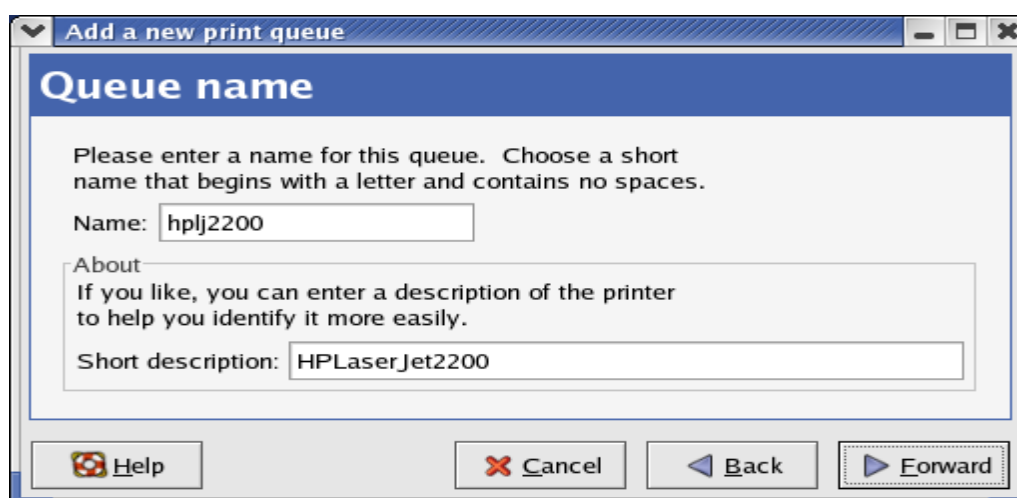 Add a new print queue
Queue name
Please enter a name for this queue.  Choose a short
name that begins with a letter and contains no spaces.
Name: hplj2200
About
If you like, you can enter a description of the printer
to help you identify it more easily.
Short description: HPLaserJet2200
Help
Cancel
Back
Forward